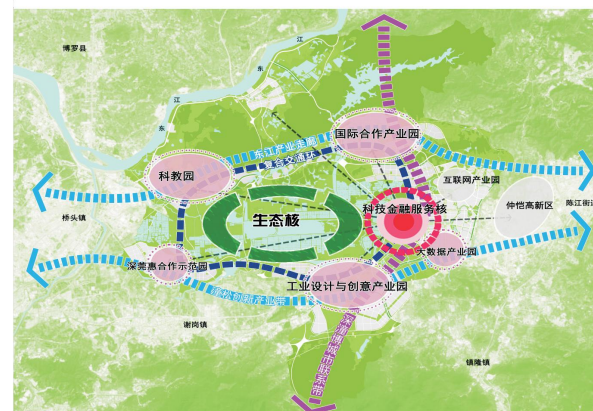 博罗县
江
东
江
东
国际合作产业园
东江产业走廊
复合交通环
科教园
互联网产业园
仲恺高新区
陈江街道
科技金融服务核
生态核
桥头镇
大数据产业园
深莞惠合作示范园
工业设计与创意产业园
谢岗镇
镇隆镇